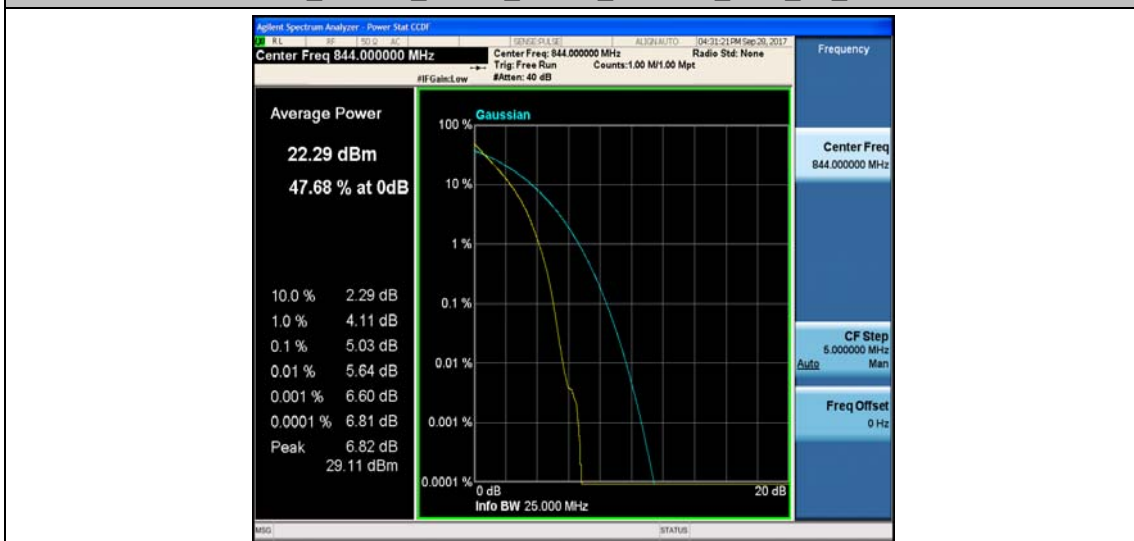 Agilent Spectrum Analyzer - Power Stat CCDF
RL RF 50 Ω AC SENSE:PULSE ALIGNAUTO 04:31:21 PM Sep 28, 2017
Center Freq 844.000000 MHz
Center Freq: 844.000000 MHz Radio Std: None
Trig: Free Run Counts:1.00 M/1.00 Mpt
#IFGain:Low #Atten: 40 dB
Frequency
Average Power
22.29 dBm
47.68 % at 0dB
10.0 % 2.29 dB
1.0 % 4.11 dB
0.1 % 5.03 dB
0.01 % 5.64 dB
0.001 % 6.60 dB
0.0001 % 6.81 dB
Peak 6.82 dB
29.11 dBm
Gaussian
100 %
10 %
1 %
0.1 %
0.01 %
0.001 %
0.0001 %
0 dB 20 dB
Info BW 25.000 MHz
Center Freq
844.000000 MHz
CF Step
5.000000 MHz
Auto Man
Freq Offset
0 Hz
MSG STATUS